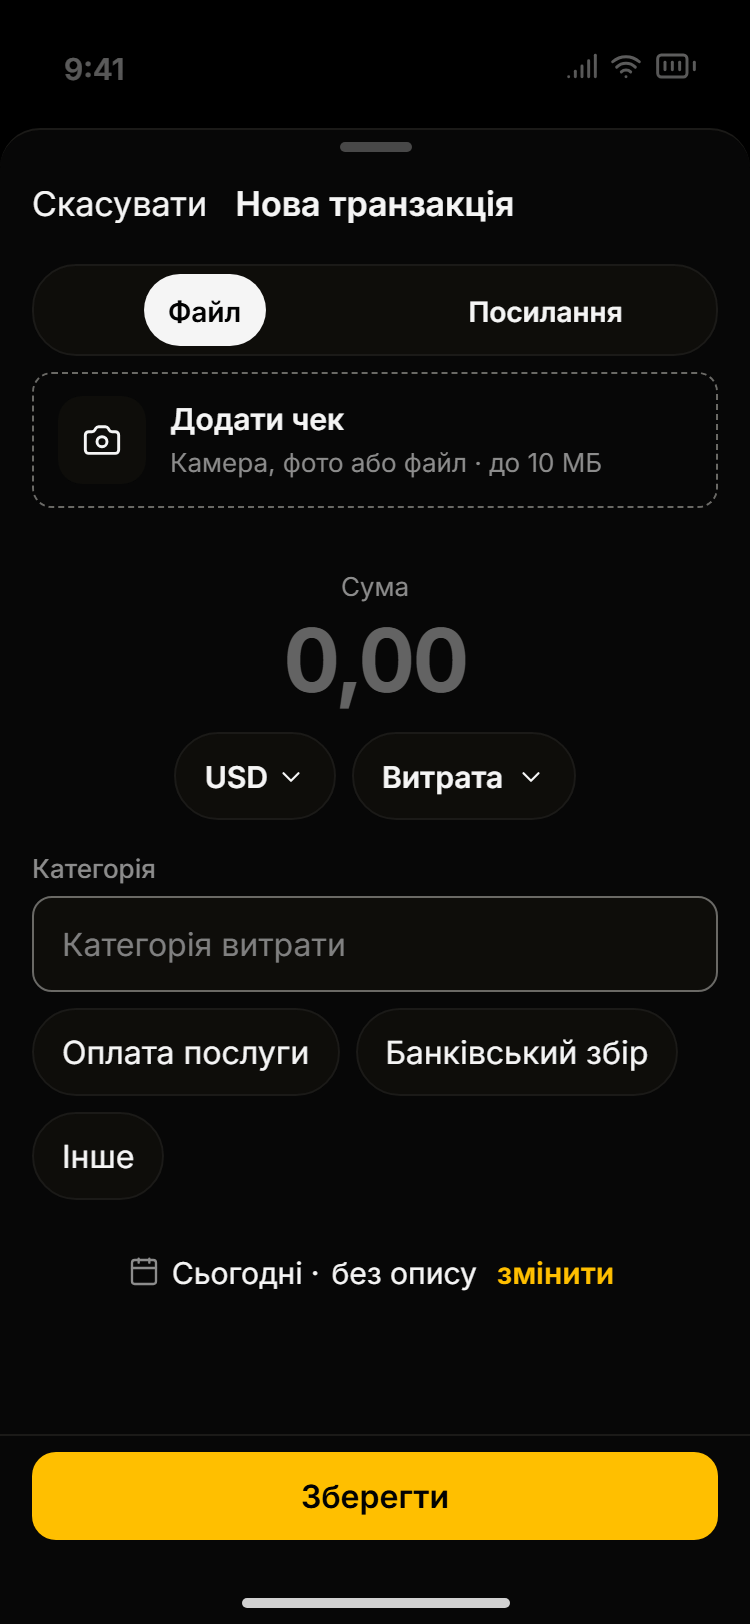 9:41
Скасувати Нова транзакція
Файл Посилання
Додати чек
Камера, фото або файл · до 10 МБ
Сума
0,00
USD Витрата
Категорія
Категорія витрати
Оплата послуги Банківський збір
Інше
Сьогодні · без опису змінити
Зберегти